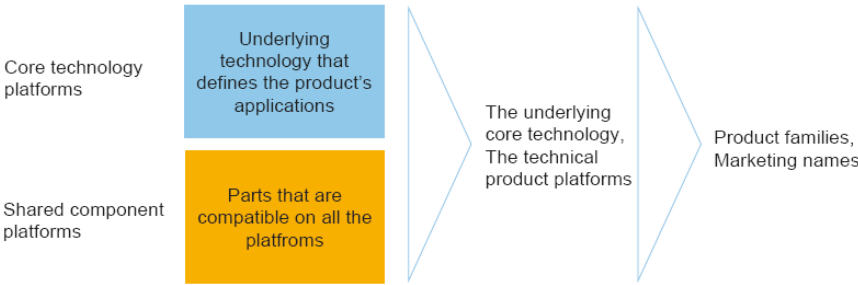 Core technology
platforms
Underlying
technology that
defines the product's
applications
Shared component
platforms
Parts that are
compatible on all the
platfroms
The underlying
core technology,
The technical
product platforms
Product families,
Marketing names